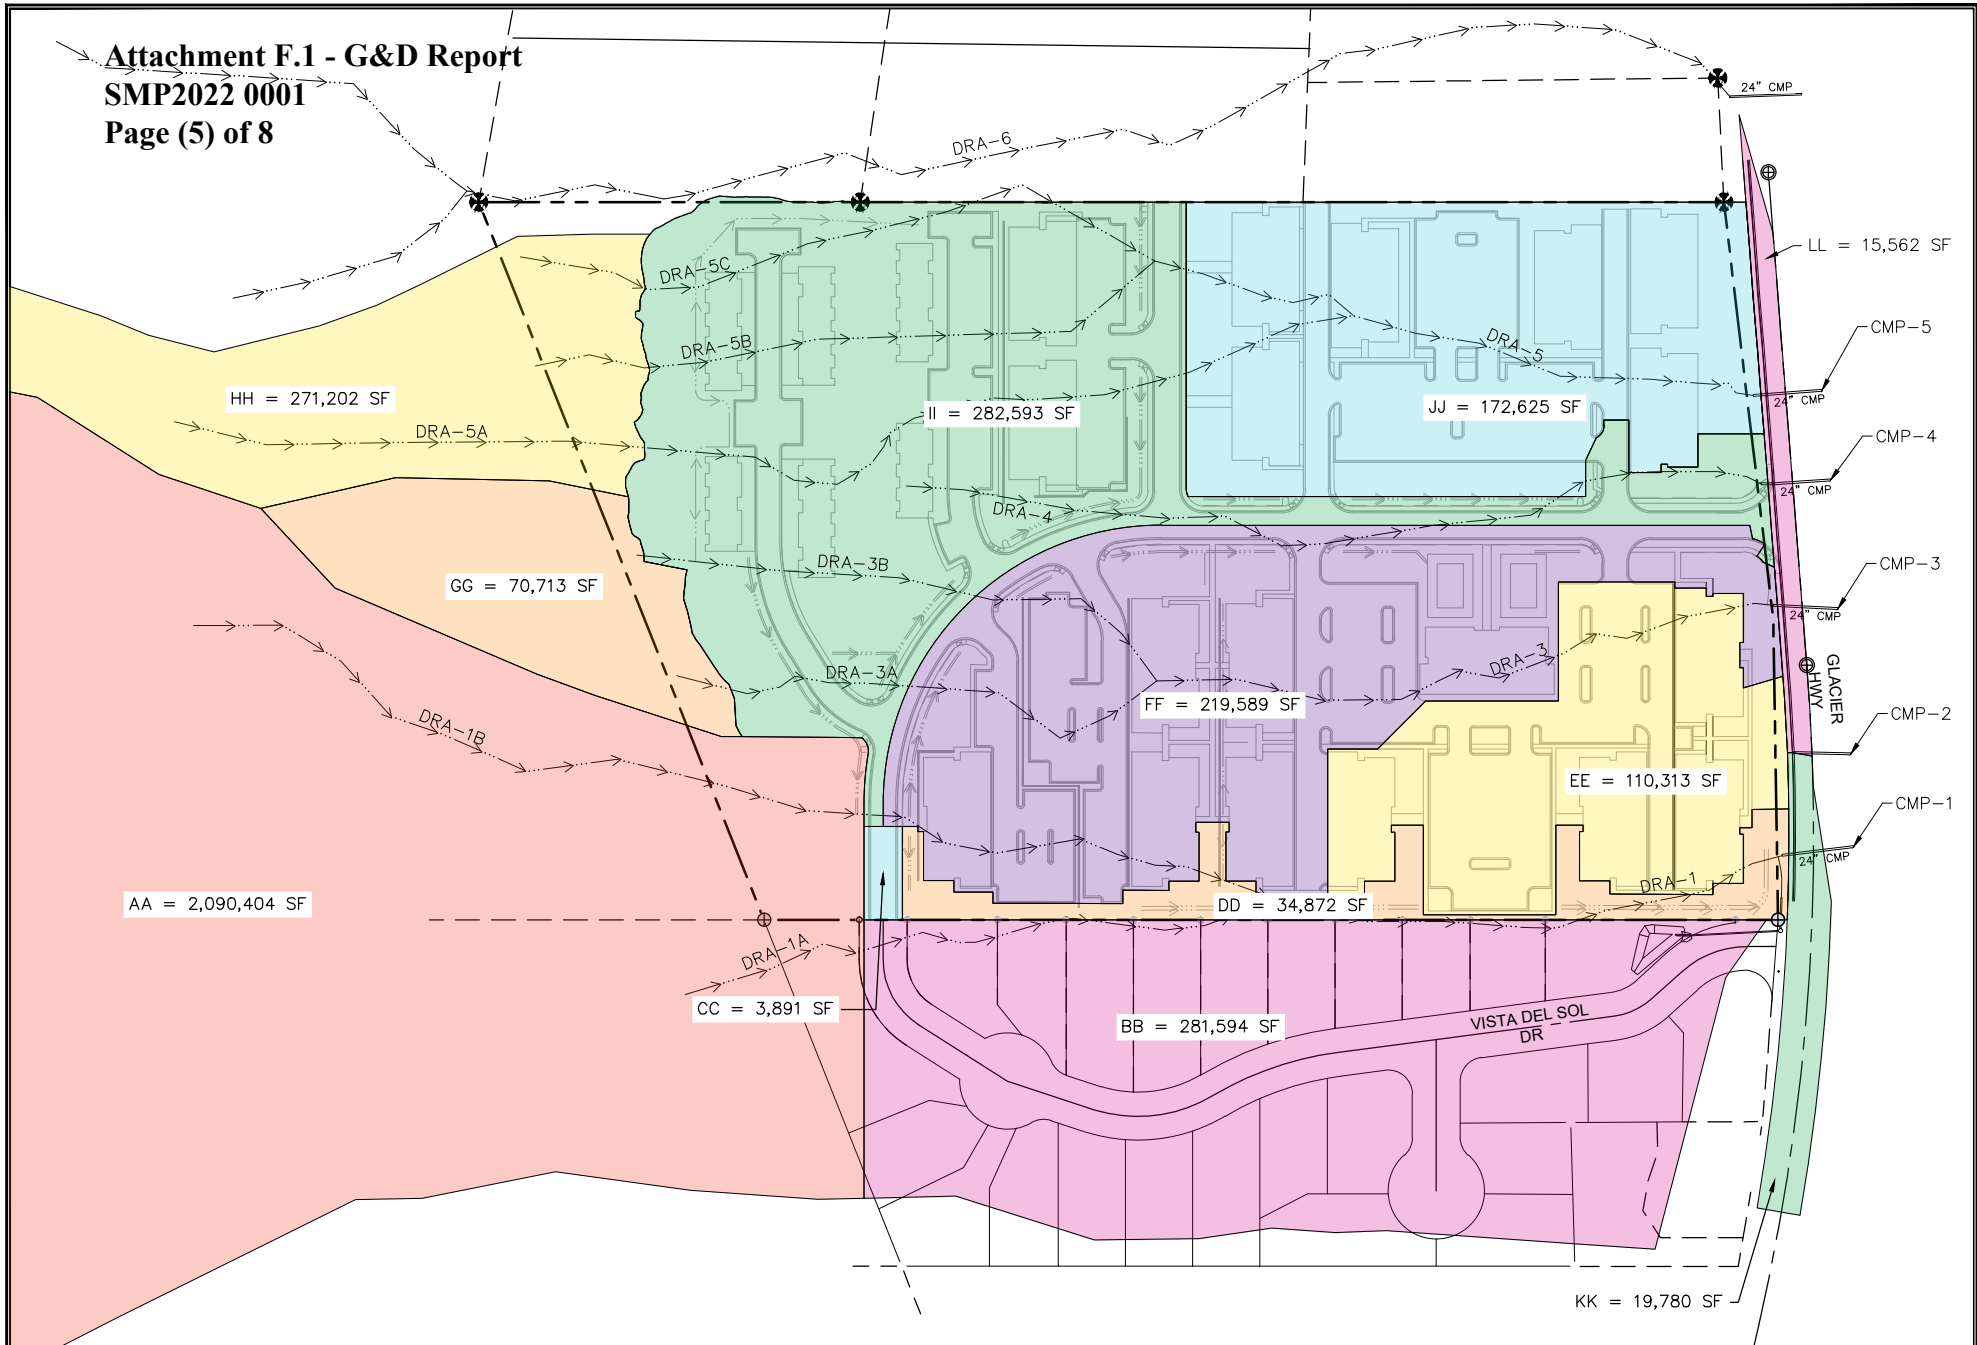 Attachment F.1 - G&D Report
SMP2022 0001
Page (5) of 8
24" CMP
DRA-6
LL = 15,562 SF
DRA-5C
CMP-5
DRA-5B
DRA-5
24" CMP
HH = 271,202 SF
II = 282,593 SF
JJ = 172,625 SF
DRA-5A
CMP-4
24" CMP
DRA-4
DRA-3B
CMP-3
GG = 70,713 SF
24" CMP
DRA-3
DRA-3A
GLACIER
HWY
FF = 219,589 SF
DRA-1B
CMP-2
EE = 110,313 SF
CMP-1
24" CMP
DRA-1
AA = 2,090,404 SF
DD = 34,872 SF
DRA-1A
CC = 3,891 SF
BB = 281,594 SF
VISTA DEL SOL
DR
KK = 19,780 SF